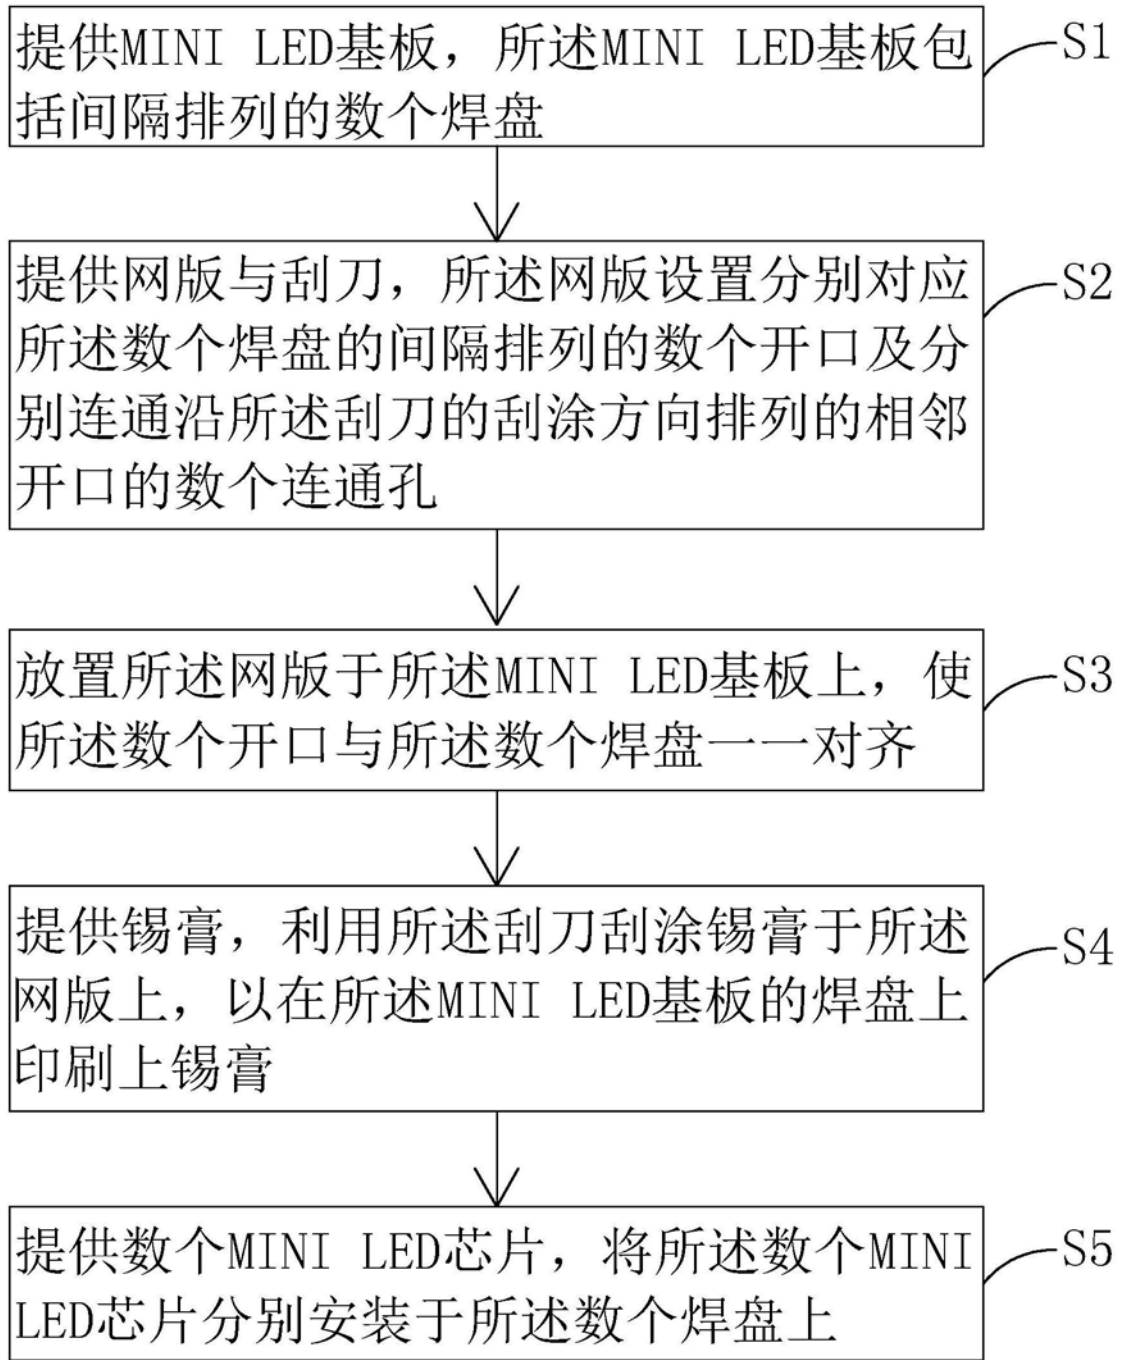 提供MINI LED基板，所述MINI LED基板包
括间隔排列的数个焊盘
S1
提供网版与刮刀，所述网版设置分别对应
所述数个焊盘的间隔排列的数个开口及分
别连通沿所述刮刀的刮涂方向排列的相邻
开口的数个连通孔
S2
放置所述网版于所述MINI LED基板上，使
所述数个开口与所述数个焊盘一一对齐
S3
提供锡膏，利用所述刮刀刮涂锡膏于所述
网版上，以在所述MINI LED基板的焊盘上
印刷上锡膏
S4
提供数个MINI LED芯片，将所述数个MINI
LED芯片分别安装于所述数个焊盘上
S5